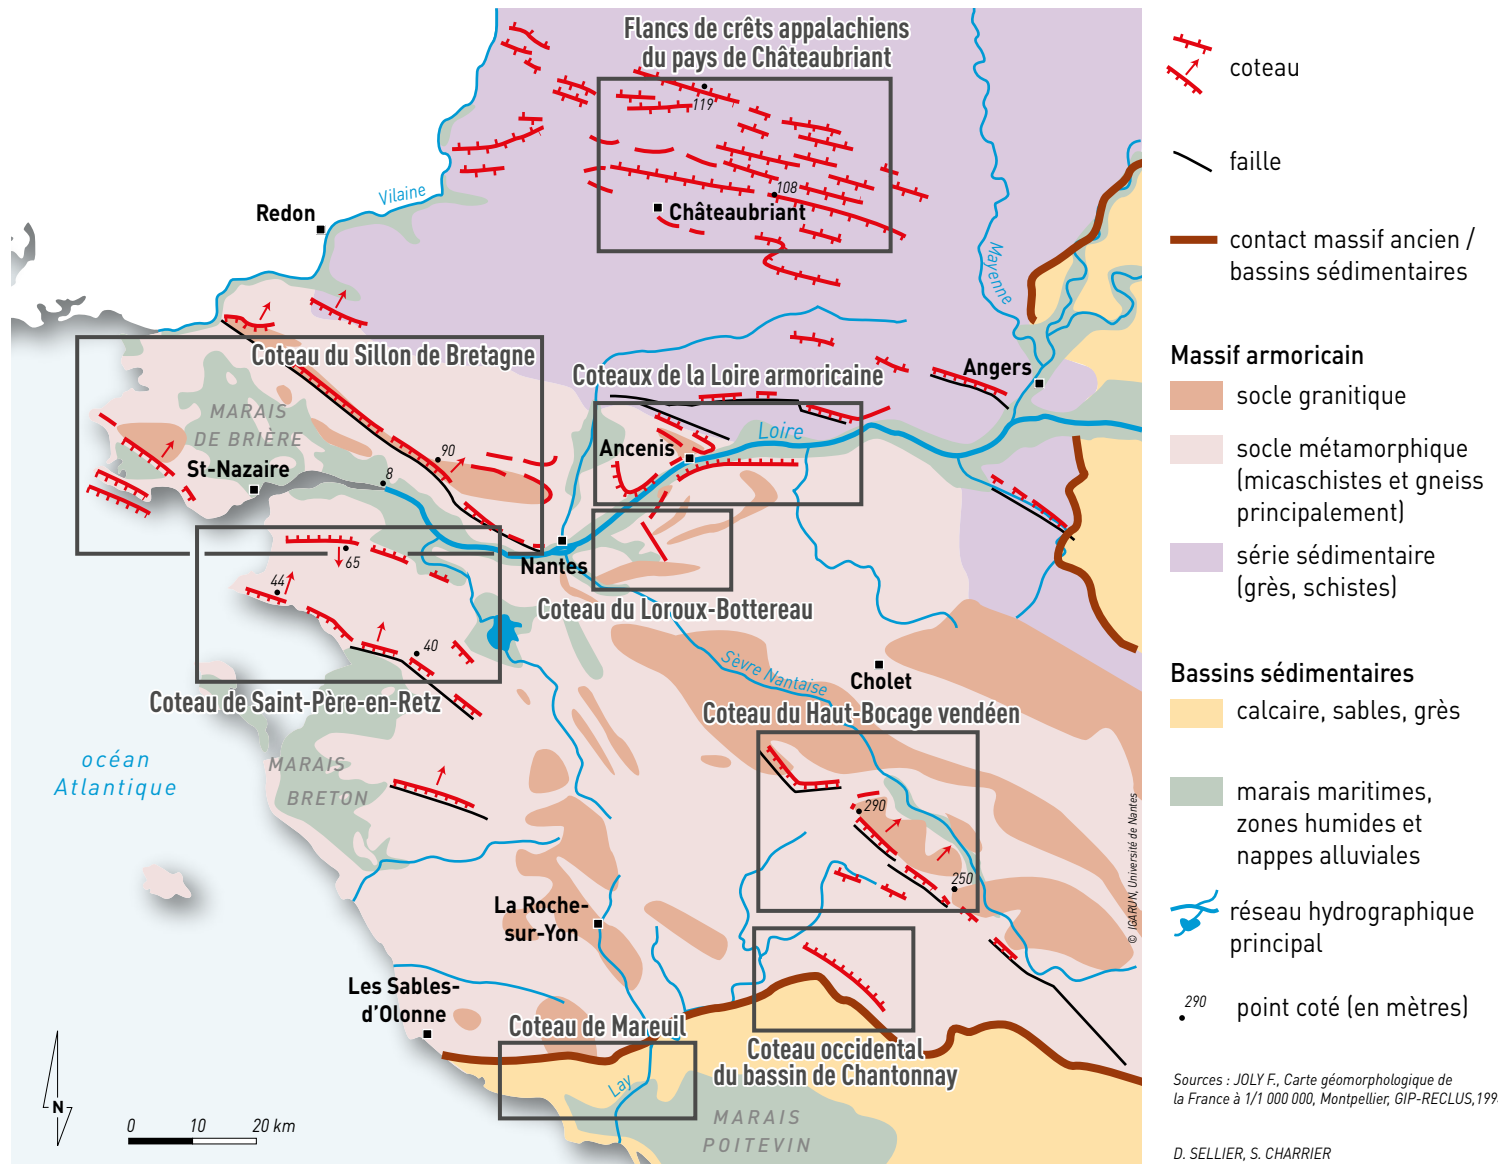 Flancs de crêts appalachiens
du pays de Châteaubriant
119
108
Châteaubriant
Vilaine
Redon
Mayenne
Coteau du Sillon de Bretagne
Coteaux de la Loire armoricaine
Angers
MARAIS
DE BRIÈRE
90
St-Nazaire
8
Ancenis
Loire
Nantes
65
44
40
Coteau du Loroux-Bottereau
Coteau de Saint-Père-en-Retz
Sèvre Nantaise
Cholet
Coteau du Haut-Bocage vendéen
océan
Atlantique
MARAIS
BRETON
290
250
La Roche-
sur-Yon
Les Sables-
d'Olonne
Coteau de Mareuil
Coteau occidental
du bassin de Chantonnay
Lay
MARAIS
POITEVIN
N
0 10 20 km
© IGARUN, Université de Nantes
coteau
faille
contact massif ancien /
bassins sédimentaires
Massif armoricain
socle granitique
socle métamorphique
(micaschistes et gneiss
principalement)
série sédimentaire
(grès, schistes)
Bassins sédimentaires
calcaire, sables, grès
marais maritimes,
zones humides et
nappes alluviales
réseau hydrographique
principal
290
point coté (en mètres)
Sources : JOLY F., Carte géomorphologique de
la France à 1/1 000 000, Montpellier, GIP-RECLUS,
D. SELLIER, S. CHARRIER